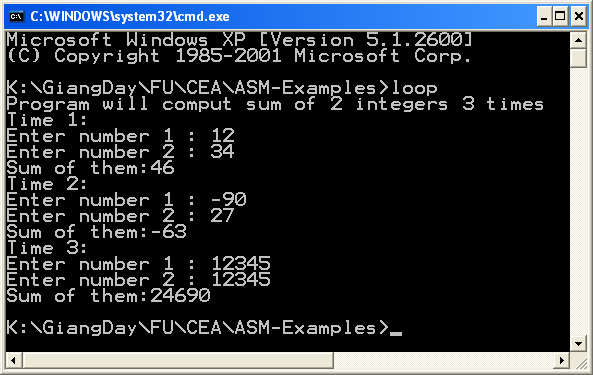 C:\WINDOWS\system32\cmd.exe
Microsoft Windows XP [Version 5.1.2600]
(C) Copyright 1985-2001 Microsoft Corp.
K:\GiangDay\FU\CEA\ASM-Examples>loop
Program will comput sum of 2 integers 3 times
Time 1:
Enter number 1 : 12
Enter number 2 : 34
Sum of them:46
Time 2:
Enter number 1 : -90
Enter number 2 : 27
Sum of them:-63
Time 3:
Enter number 1 : 12345
Enter number 2 : 12345
Sum of them:24690
K:\GiangDay\FU\CEA\ASM-Examples>_